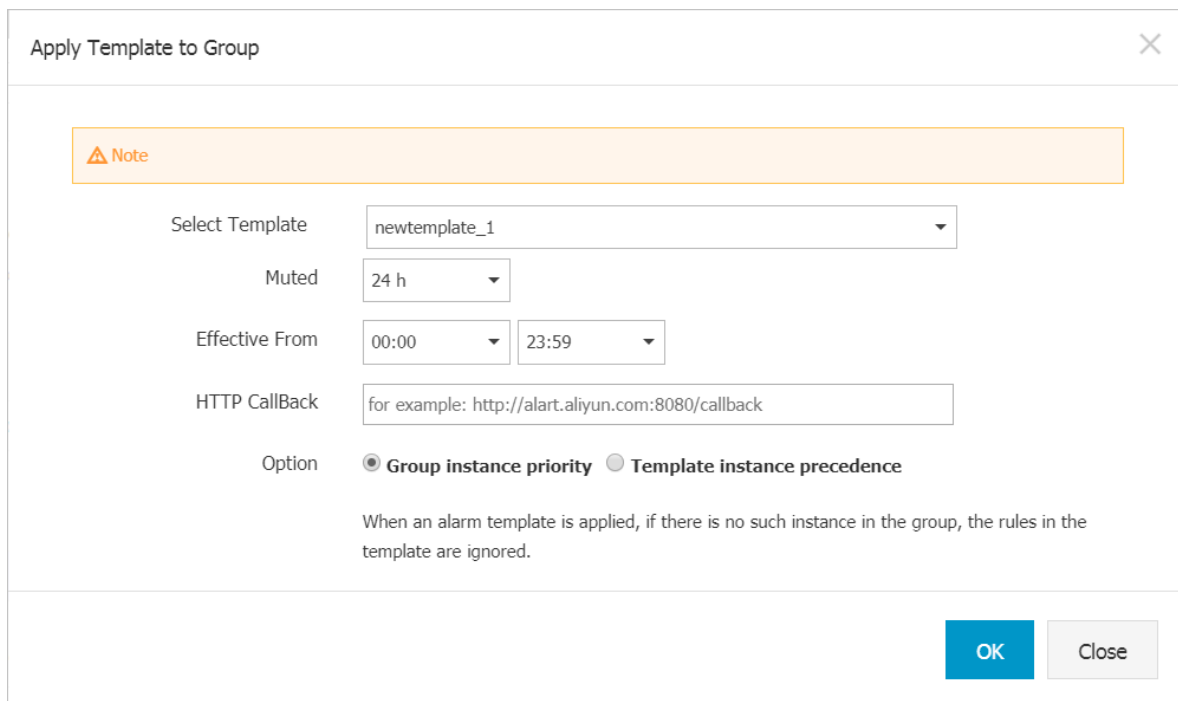 Apply Template to Group
Note
Select Template newtemplate_1
Muted 24 h
Effective From 00:00 23:59
HTTP CallBack for example: http://alart.aliyun.com:8080/callback
Option Group instance priority Template instance precedence
When an alarm template is applied, if there is no such instance in the group, the rules in the
template are ignored.
OK Close